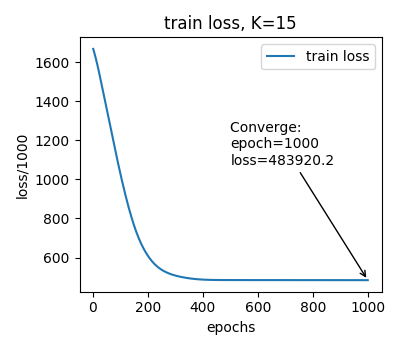 train loss, K=15
train loss
Converge:
epoch=1000
loss=483920.2
loss/1000
1600
1400
1200
1000
800
600
0
200
400
600
800
1000
epochs